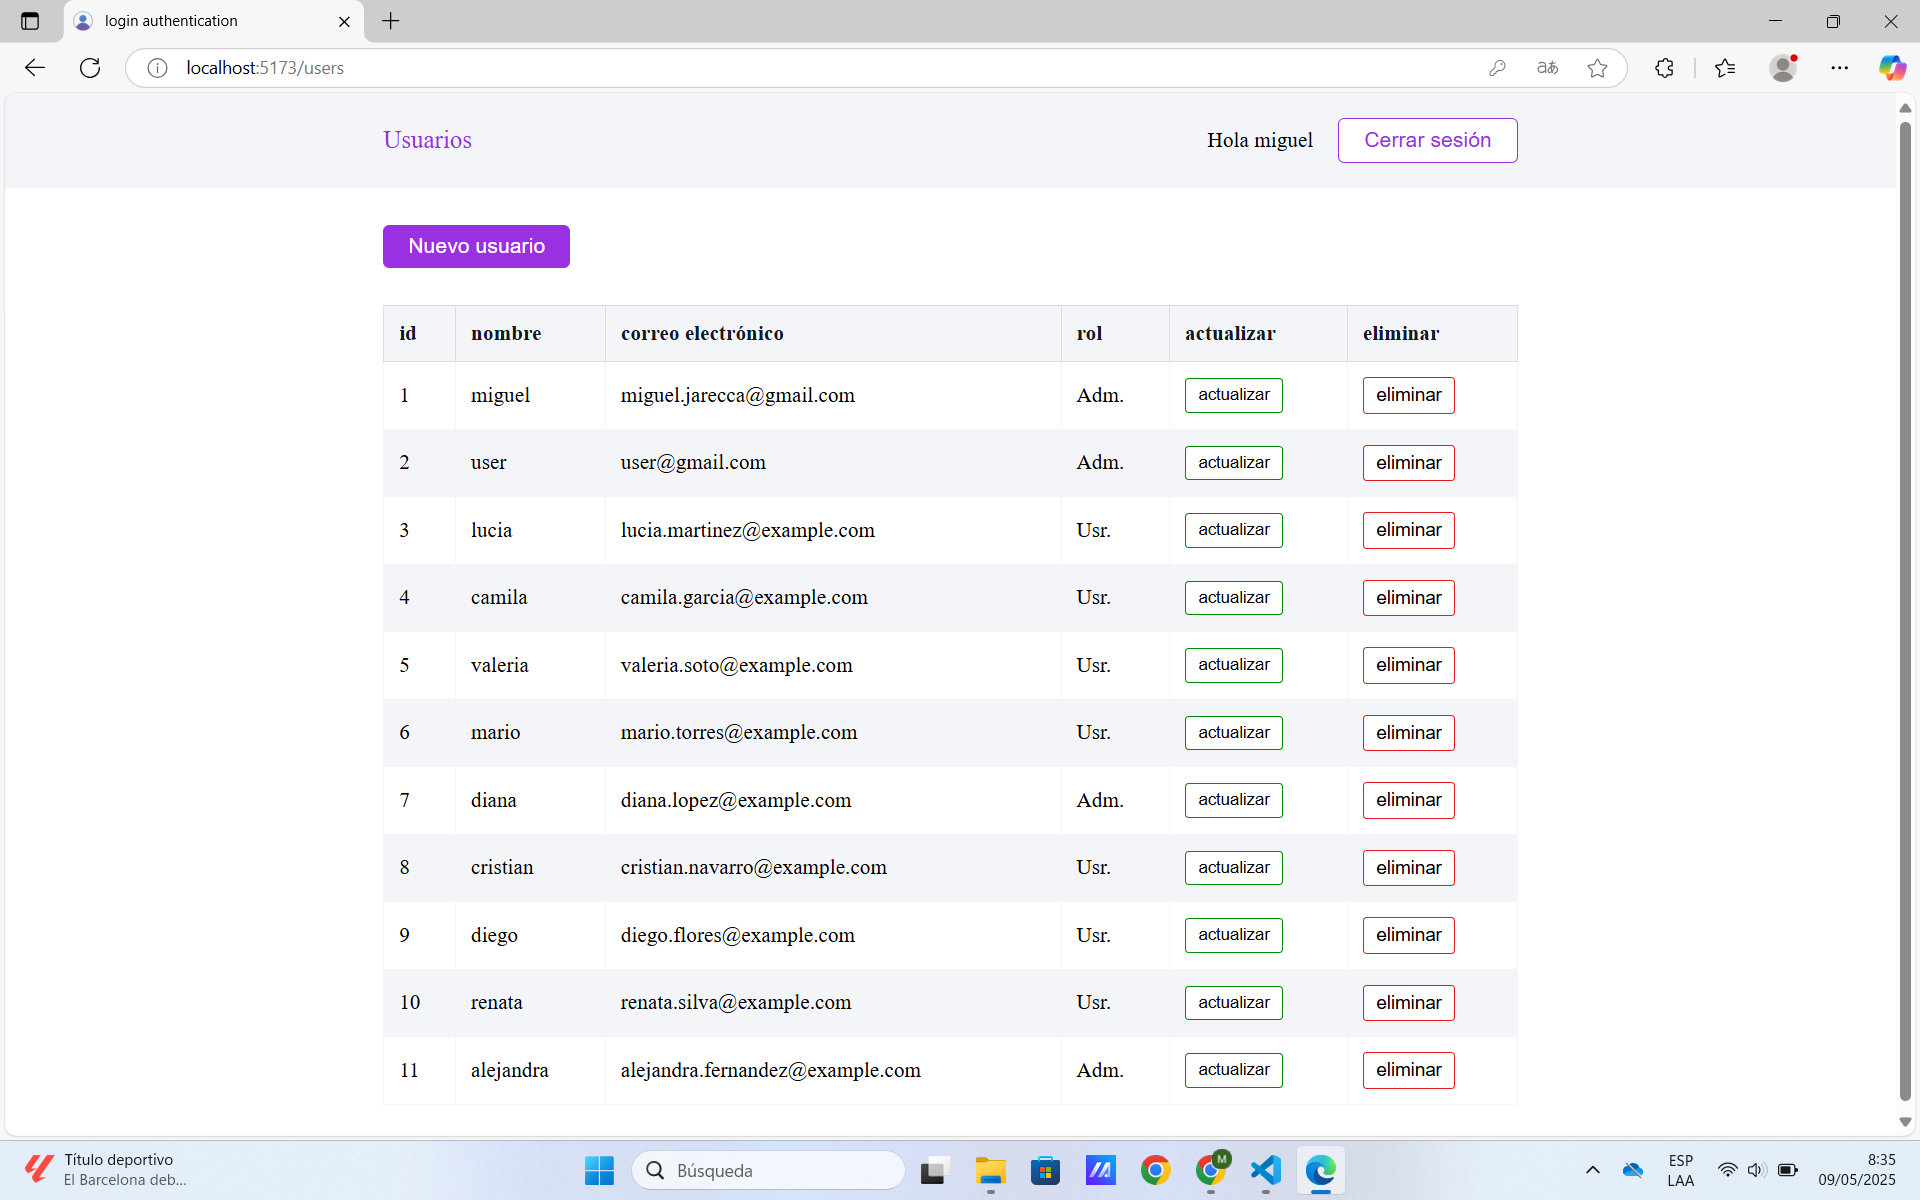 login authentication
localhost:5173/users
aあ
Usuarios
Hola miguel
Cerrar sesión
Nuevo usuario
id nombre correo electrónico rol actualizar eliminar
1 miguel miguel.jarecca@gmail.com Adm. actualizar eliminar
2 user user@gmail.com Adm. actualizar eliminar
3 lucia lucia.martinez@example.com Usr. actualizar eliminar
4 camila camila.garcia@example.com Usr. actualizar eliminar
5 valeria valeria.soto@example.com Usr. actualizar eliminar
6 mario mario.torres@example.com Usr. actualizar eliminar
7 diana diana.lopez@example.com Adm. actualizar eliminar
8 cristian cristian.navarro@example.com Usr. actualizar eliminar
9 diego diego.flores@example.com Usr. actualizar eliminar
10 renata renata.silva@example.com Usr. actualizar eliminar
11 alejandra alejandra.fernandez@example.com Adm. actualizar eliminar
Título deportivo
El Barcelona deb...
Búsqueda
M
ESP
LAA
8:35
09/05/2025